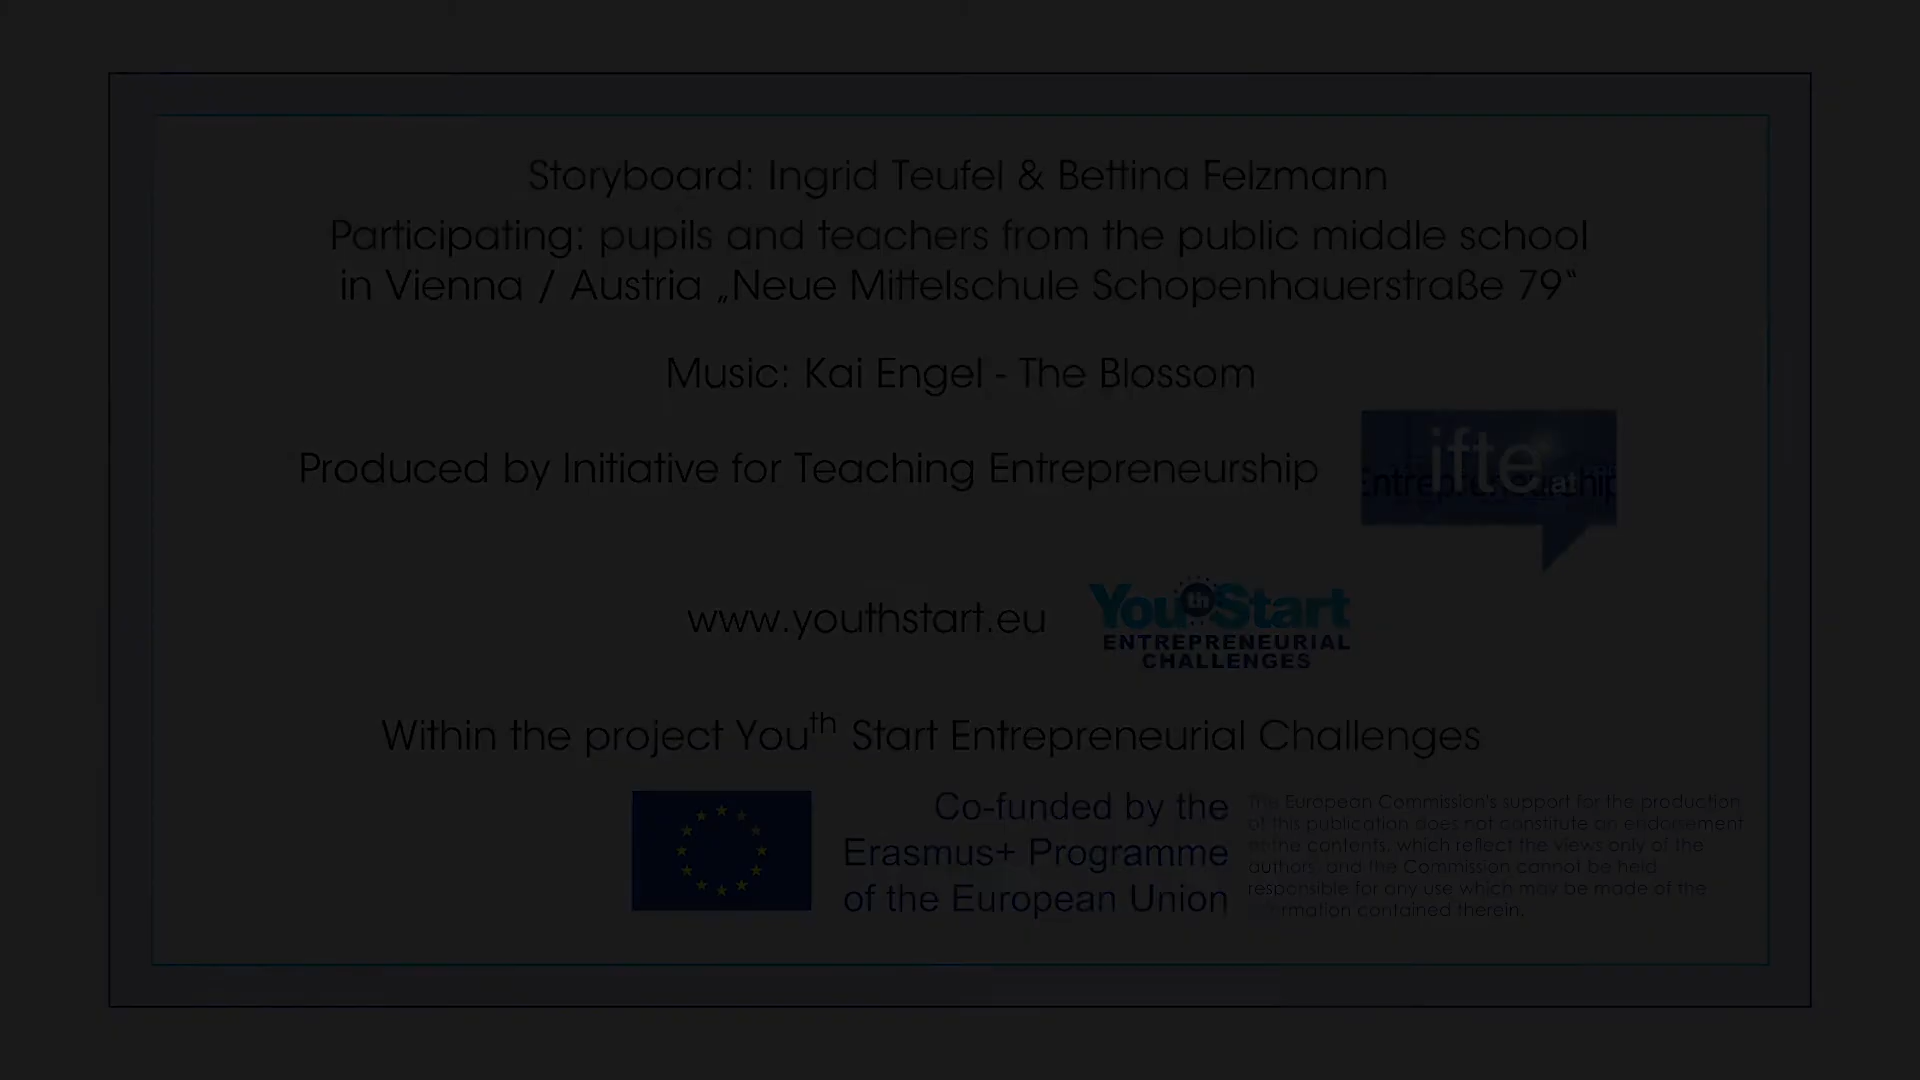 Storyboard: Ingrid Teufel & Bettina Felzmann
Participating: pupils and teachers from the public middle school
in Vienna / Austria „Neue Mittelschule Schopenhauerstraße 79“
Music: Kai Engel - The Blossom
Produced by Initiative for Teaching Entrepreneurship
ifte.at
Entrepreneurship
www.youthstart.eu
YouthStart
ENTREPRENEURIAL
CHALLENGES
Within the project Youth Start Entrepreneurial Challenges
Co-funded by the
Erasmus+ Programme
of the European Union
The European Commission's support for the production
of this publication does not constitute an endorsement
of the contents, which reflect the views only of the
authors, and the Commission cannot be held
responsible for any use which may be made of the
information contained therein.